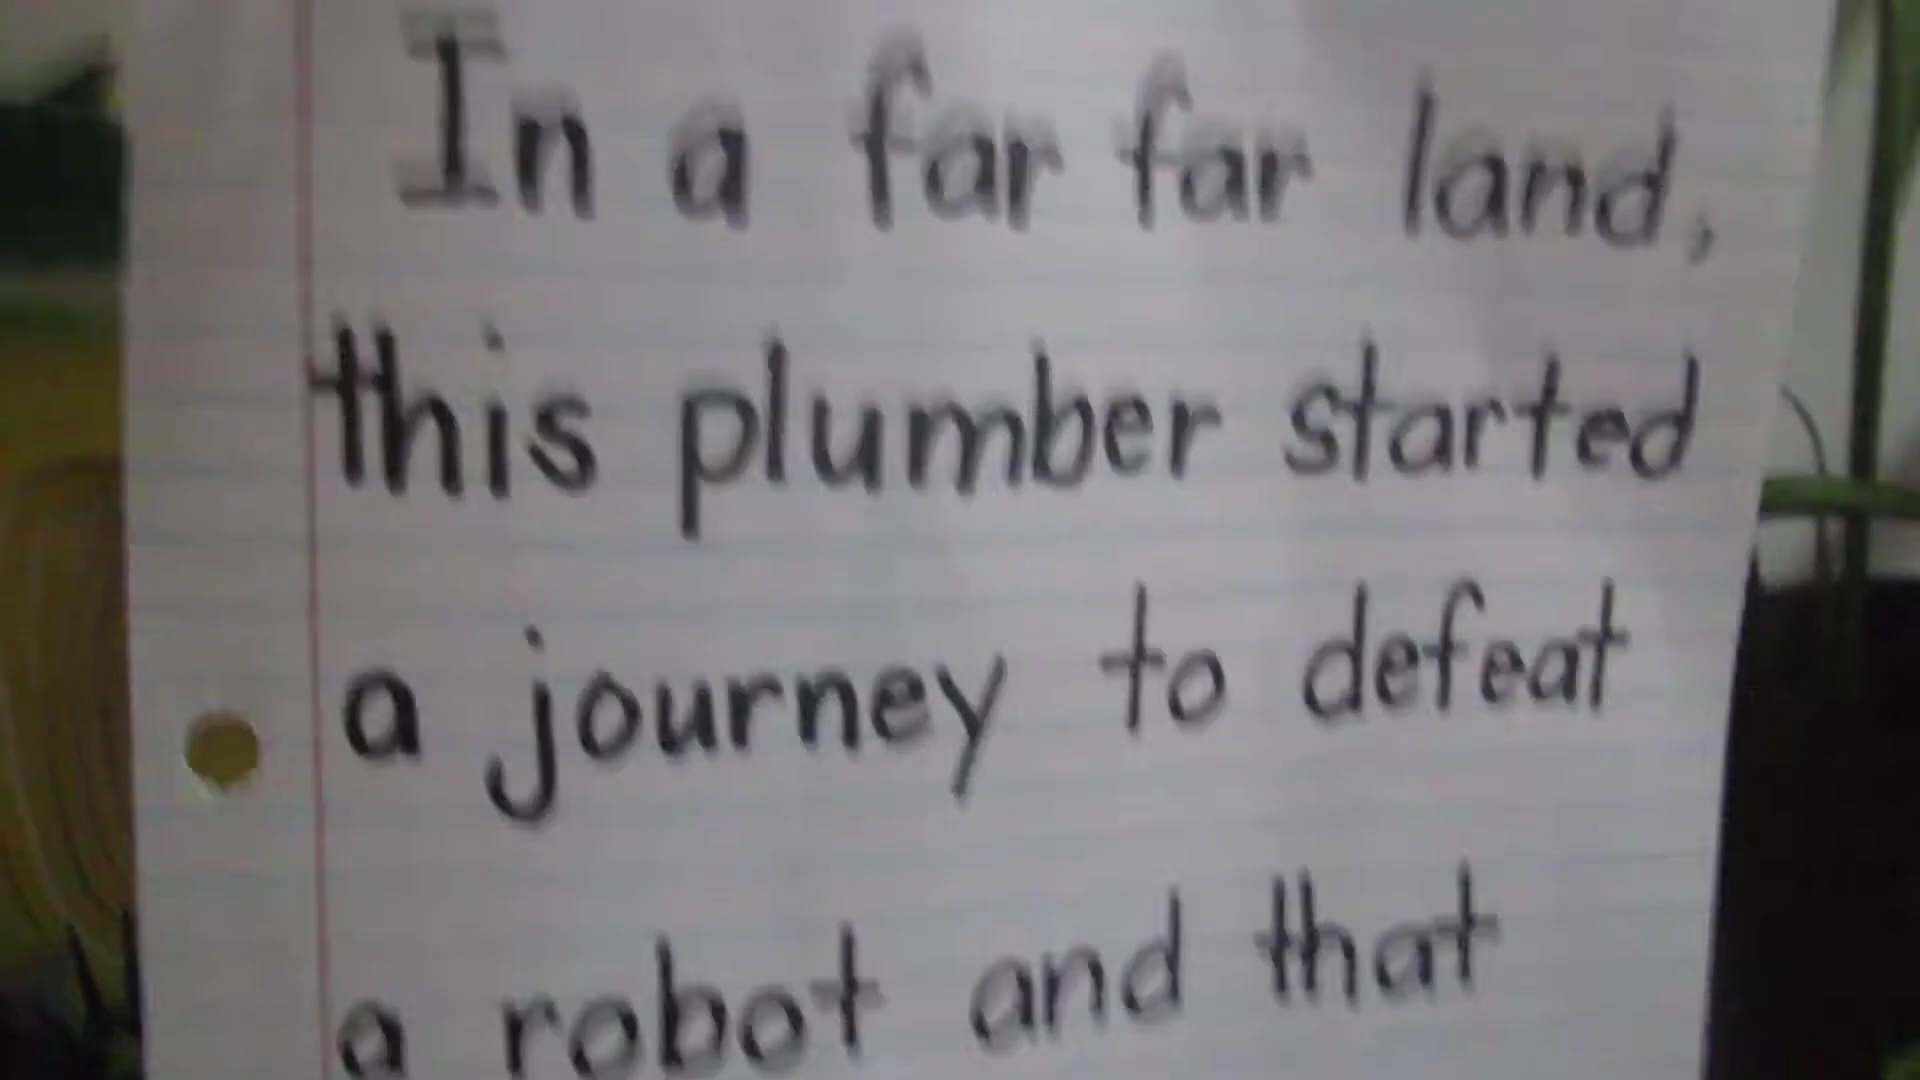 In a far far land,
this plumber started
a journey to defeat
a robot and that